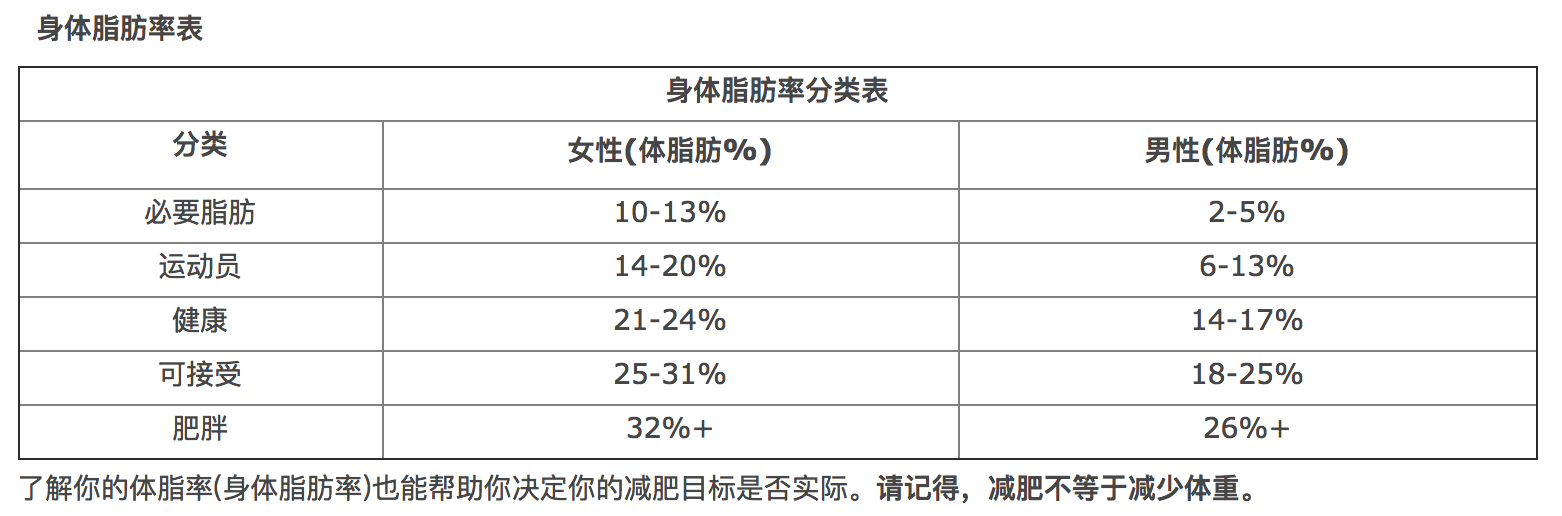 身体脂肪率表
身体脂肪率分类表
分类 女性(体脂肪%) 男性(体脂肪%)
必要脂肪 10-13% 2-5%
运动员 14-20% 6-13%
健康 21-24% 14-17%
可接受 25-31% 18-25%
肥胖 32%+ 26%+
了解你的体脂率(身体脂肪率)也能帮助你决定你的减肥目标是否实际。请记得，减肥不等于减少体重。